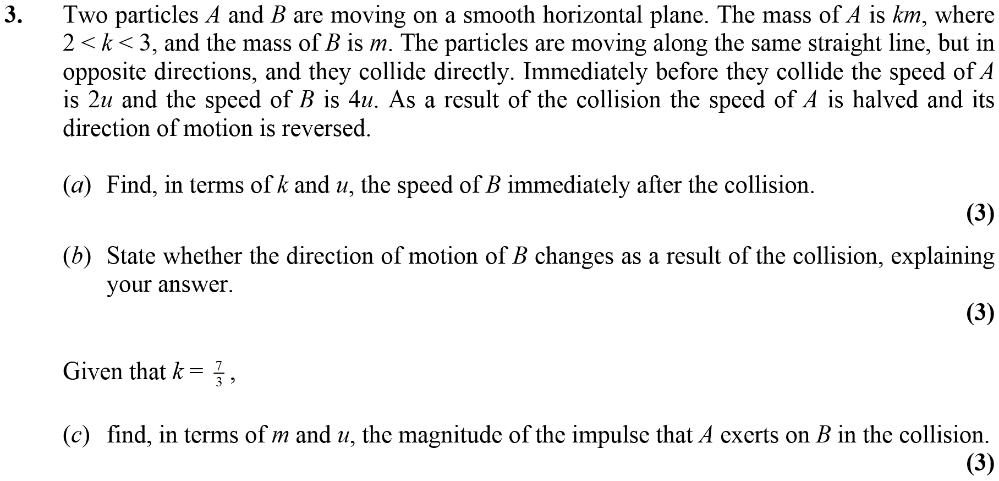 3. Two particles A and B are moving on a smooth horizontal plane. The mass of A is km, where
2 < k < 3, and the mass of B is m. The particles are moving along the same straight line, but in
opposite directions, and they collide directly. Immediately before they collide the speed of A
is 2u and the speed of B is 4u. As a result of the collision the speed of A is halved and its
direction of motion is reversed.
(a) Find, in terms of k and u, the speed of B immediately after the collision.
(3)
(b) State whether the direction of motion of B changes as a result of the collision, explaining
your answer.
(3)
Given that k = 7/3 ,
(c) find, in terms of m and u, the magnitude of the impulse that A exerts on B in the collision.
(3)